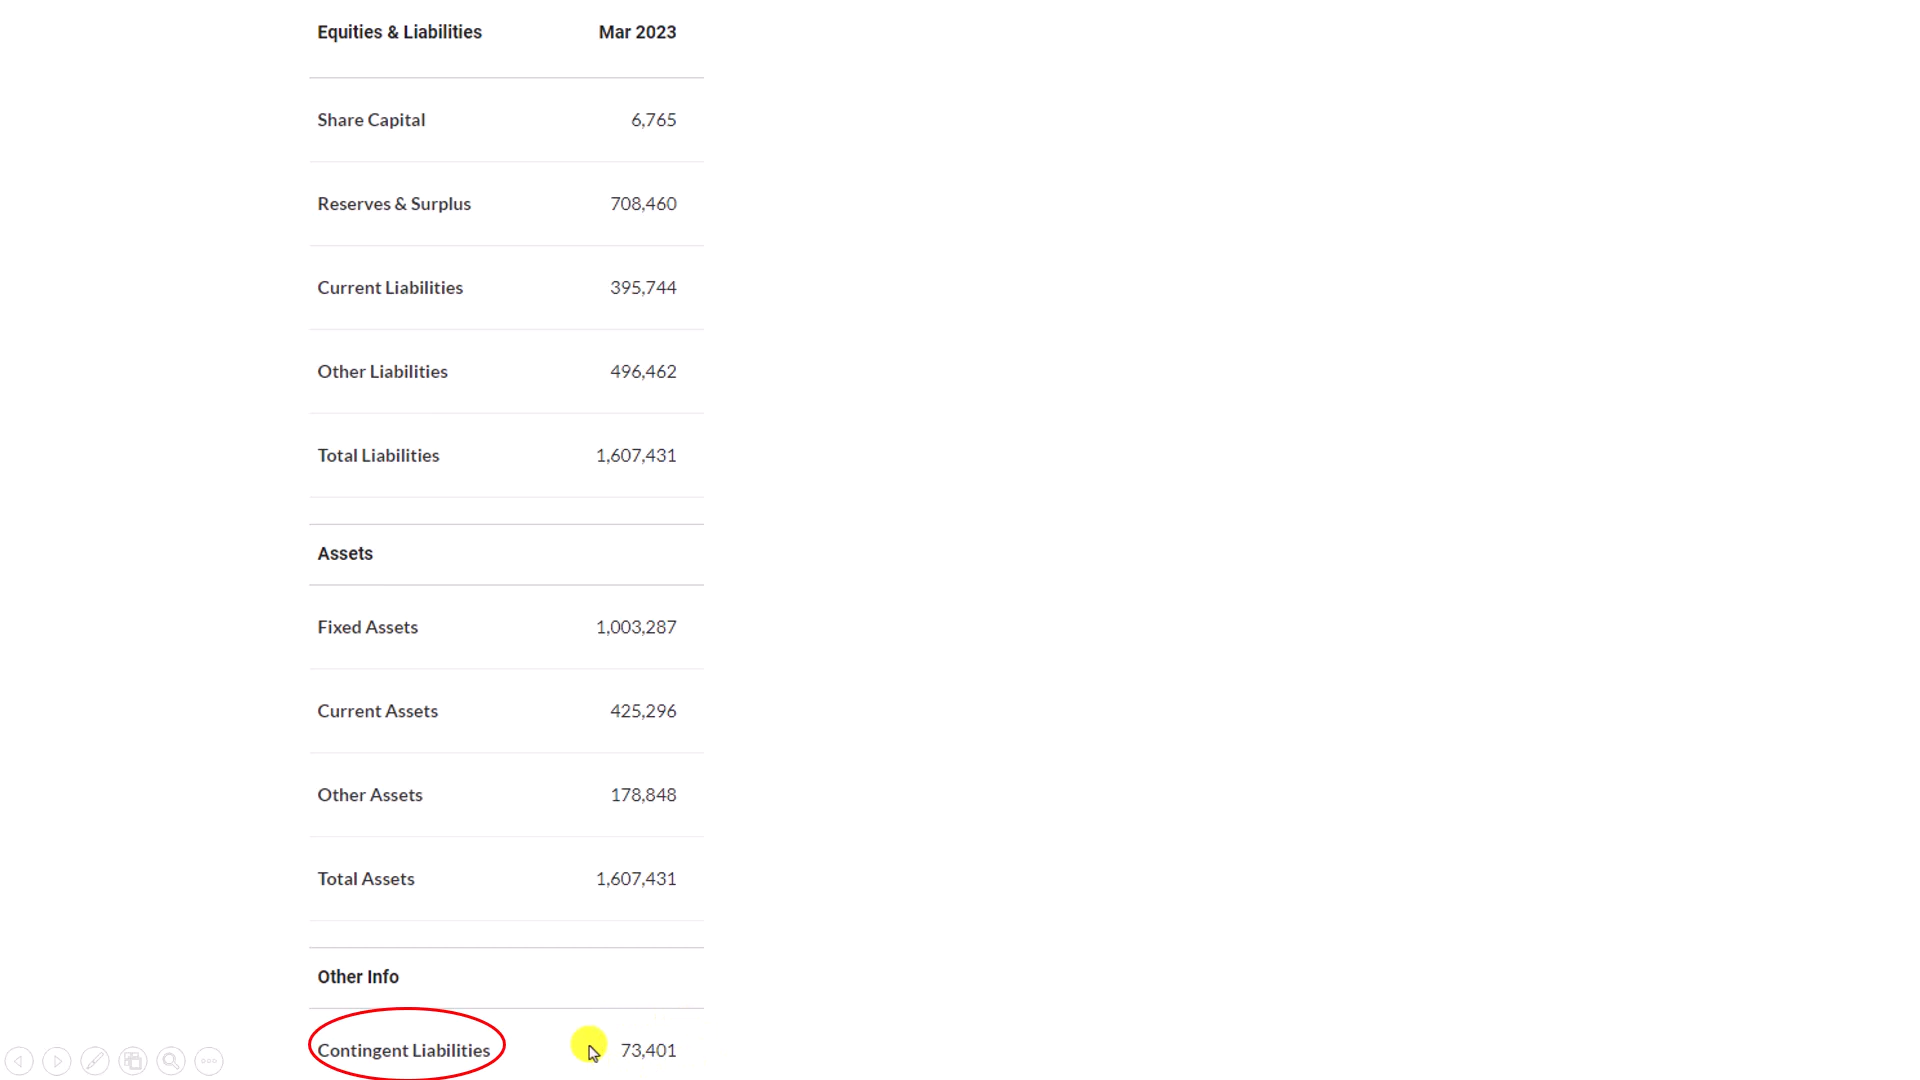 Equities & Liabilities Mar 2023
Share Capital 6,765
Reserves & Surplus 708,460
Current Liabilities 395,744
Other Liabilities 496,462
Total Liabilities 1,607,431
Assets
Fixed Assets 1,003,287
Current Assets 425,296
Other Assets 178,848
Total Assets 1,607,431
Other Info
Contingent Liabilities 73,401